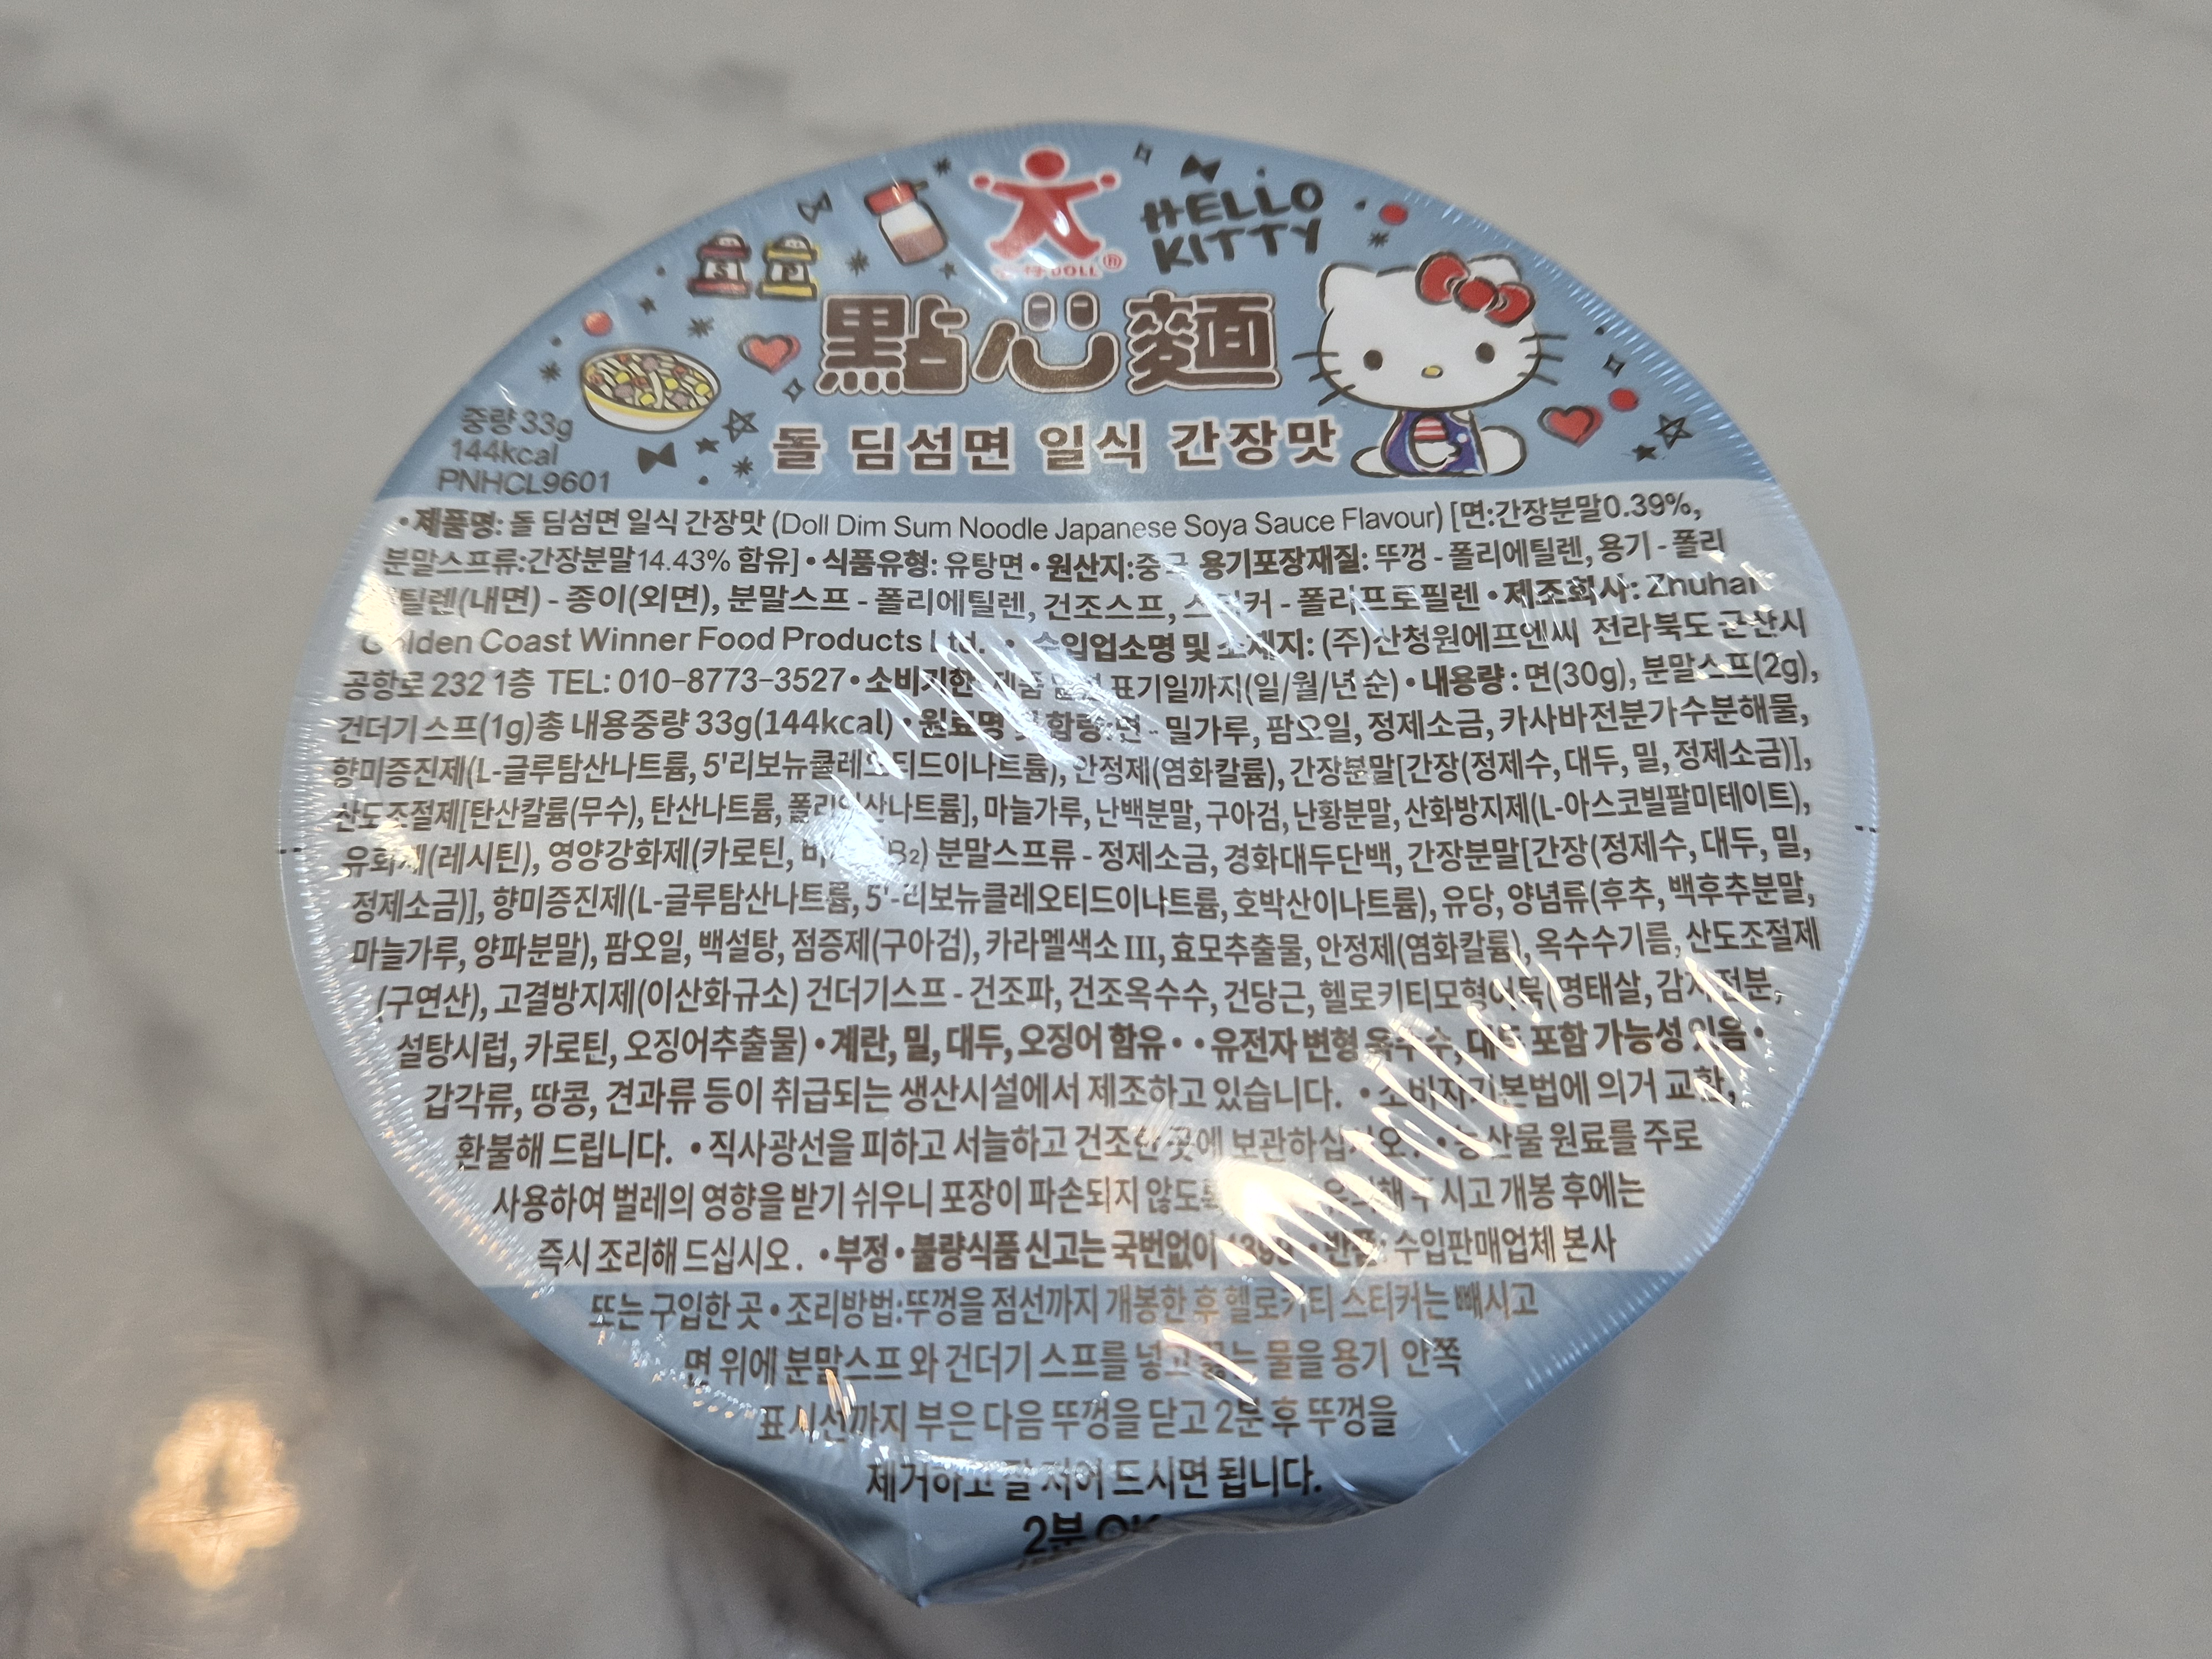 HELLO
KITTY
DOLL®
S P
點心麵
돌 딤섬면 일식 간장맛
중량 33g
144kcal
PNHCL9601
•제품명: 돌 딤섬면 일식 간장맛 (Doll Dim Sum Noodle Japanese Soya Sauce Flavour) [면:간장분말0.39%,
분말스프류:간장분말14.43% 함유] • 식품유형: 유탕면 • 원산지:중국 용기포장재질: 뚜껑 - 폴리에틸렌, 용기 - 폴리
틸렌(내면) - 종이(외면), 분말스프 - 폴리에틸렌, 건조스프, 스티커 - 폴리프로필렌 • 제조회사: Zhuhai
Golden Coast Winner Food Products Ltd. • 수입업소명 및 소재지: (주)산청원에프엔씨 전라북도 군산시
공항로 232 1층 TEL: 010-8773-3527 • 소비기한: 제품 표기일까지(일/월/년순) • 내용량 : 면(30g), 분말스프(2g),
건더기 스프(1g)총 내용중량 33g(144kcal) • 원료명 및 함량:면 - 밀가루, 팜오일, 정제소금, 카사바전분가수분해물,
향미증진제(L-글루탐산나트륨, 5'리보뉴클레오티드이나트륨), 안정제(염화칼륨), 간장분말[간장(정제수, 대두, 밀, 정제소금)],
산도조절제[탄산칼륨(무수), 탄산나트륨, 폴리인산나트륨], 마늘가루, 난백분말, 구아검, 난황분말, 산화방지제(L-아스코빌팔미테이트),
유화제(레시틴), 영양강화제(카로틴, B₂) 분말스프류 - 정제소금, 경화대두단백, 간장분말[간장(정제수, 대두, 밀,
정제소금)], 향미증진제(L-글루탐산나트륨, 5'-리보뉴클레오티드이나트륨, 호박산이나트륨), 유당, 양념류(후추, 백후추분말,
마늘가루, 양파분말), 팜오일, 백설탕, 점증제(구아검), 카라멜색소III, 효모추출물, 안정제(염화칼륨), 옥수수기름, 산도조절제
(구연산), 고결방지제(이산화규소) 건더기스프 - 건조파, 건조옥수수, 건당근, 헬로키티모형어묵(명태살, 감자전분,
설탕시럽, 카로틴, 오징어추출물) • 계란, 밀, 대두, 오징어 함유 • • 유전자 변형 옥수수, 대두 포함 가능성 있음 •
갑각류, 땅콩, 견과류 등이 취급되는 생산시설에서 제조하고 있습니다. • 소비자기본법에 의거 교환,
환불해 드립니다. • 직사광선을 피하고 서늘하고 건조한 곳에 보관하십시오. • 농산물 원료를 주로
사용하여 벌레의 영향을 받기 쉬우니 포장이 파손되지 않도록 시고 개봉 후에는
즉시 조리해 드십시오. • 부정 • 불량식품 신고는 국번없이 1399 • 반품: 수입판매업체 본사
또는 구입한 곳 • 조리방법:뚜껑을 점선까지 개봉한 후 헬로키티 스티커는 빼시고
면 위에 분말스프 와 건더기 스프를 넣고 끓는 물을 용기 안쪽
표시선까지 부은 다음 뚜껑을 닫고 2분 후 뚜껑을
제거하고 잘 저어 드시면 됩니다.
2분 OK